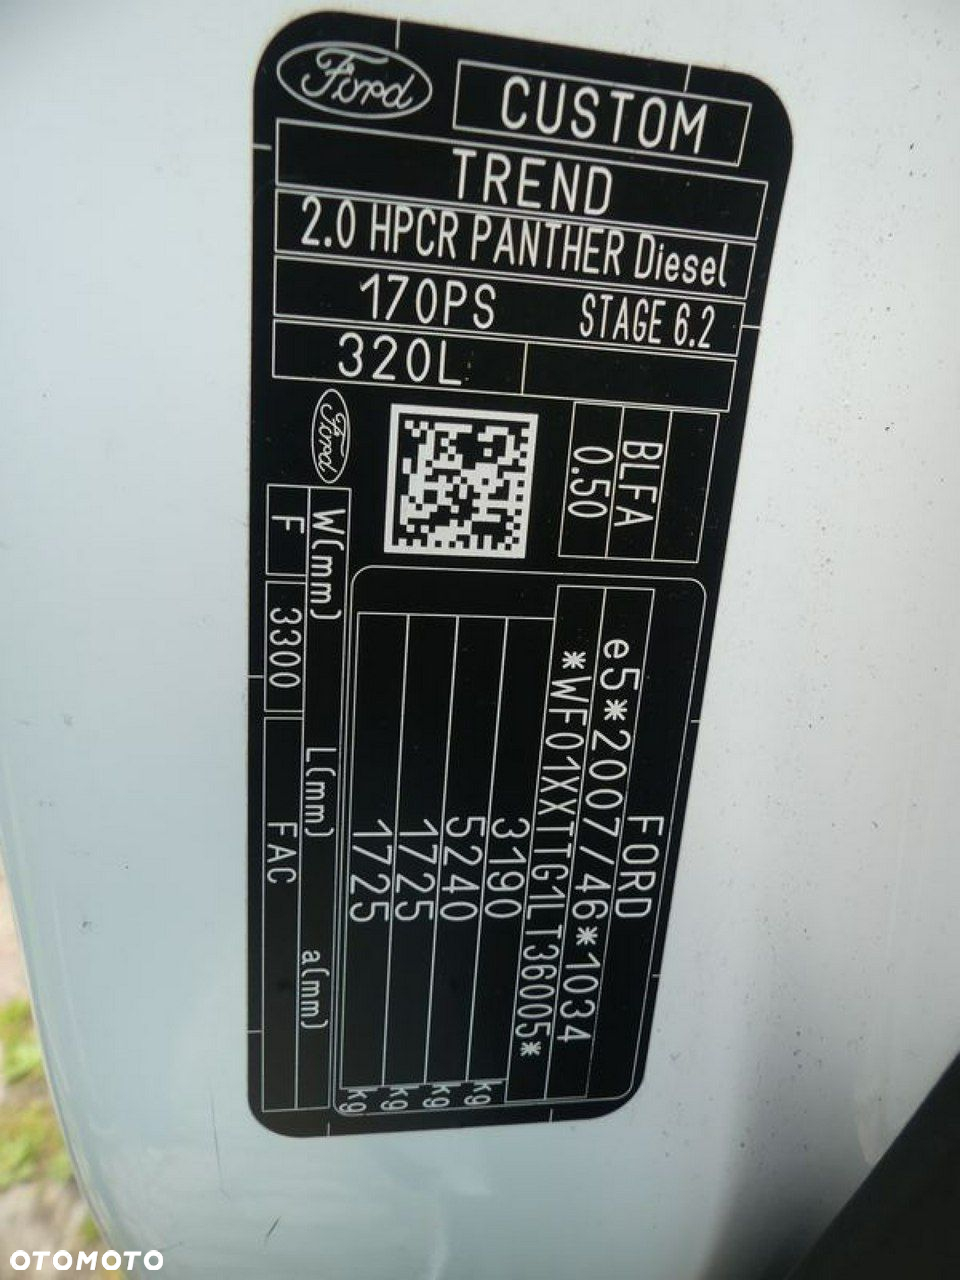 Ford
CUSTOM
TREND
2.0 HPCR PANTHER Diesel
170PS STAGE 6.2
320L
Ford
BLFA
0.50
FORD
e5*2007/46*1034
*WF01XXTTG1LT36005*
3190 kg
5240 kg
1725 kg
1725 kg
W(mm) L(mm) a(mm)
F 3300 FAC
OTOMOTO